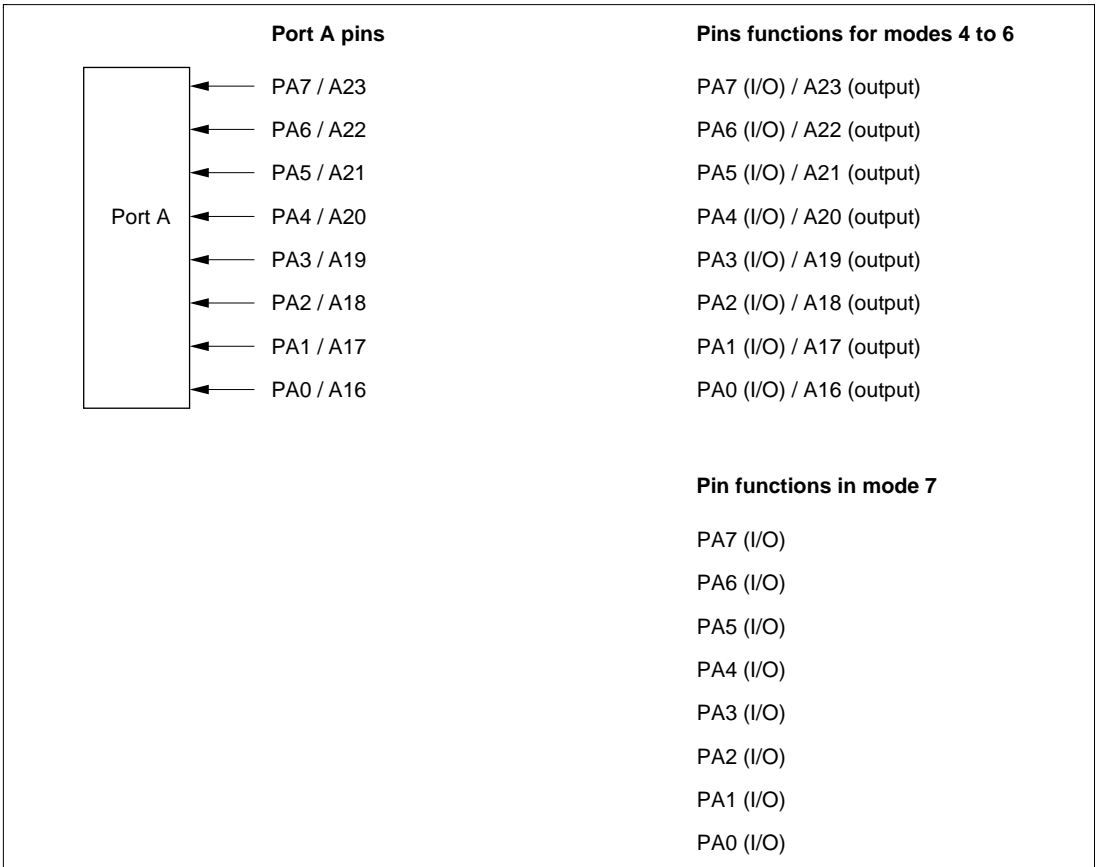 Port A pins Pins functions for modes 4 to 6
PA7 / A23 PA7 (I/O) / A23 (output)
PA6 / A22 PA6 (I/O) / A22 (output)
PA5 / A21 PA5 (I/O) / A21 (output)
Port A PA4 / A20 PA4 (I/O) / A20 (output)
PA3 / A19 PA3 (I/O) / A19 (output)
PA2 / A18 PA2 (I/O) / A18 (output)
PA1 / A17 PA1 (I/O) / A17 (output)
PA0 / A16 PA0 (I/O) / A16 (output)
Pin functions in mode 7
PA7 (I/O)
PA6 (I/O)
PA5 (I/O)
PA4 (I/O)
PA3 (I/O)
PA2 (I/O)
PA1 (I/O)
PA0 (I/O)